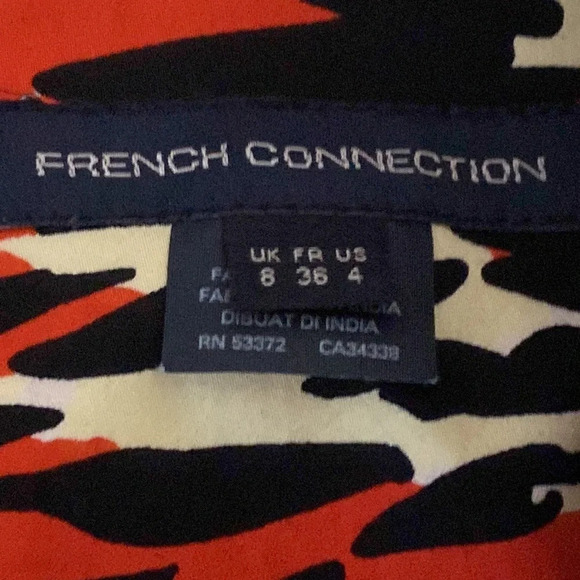 FRENCH CONNECTION
UK FR US
8 36 4
DIBUAT DI INDIA
RN 53372 CA34338